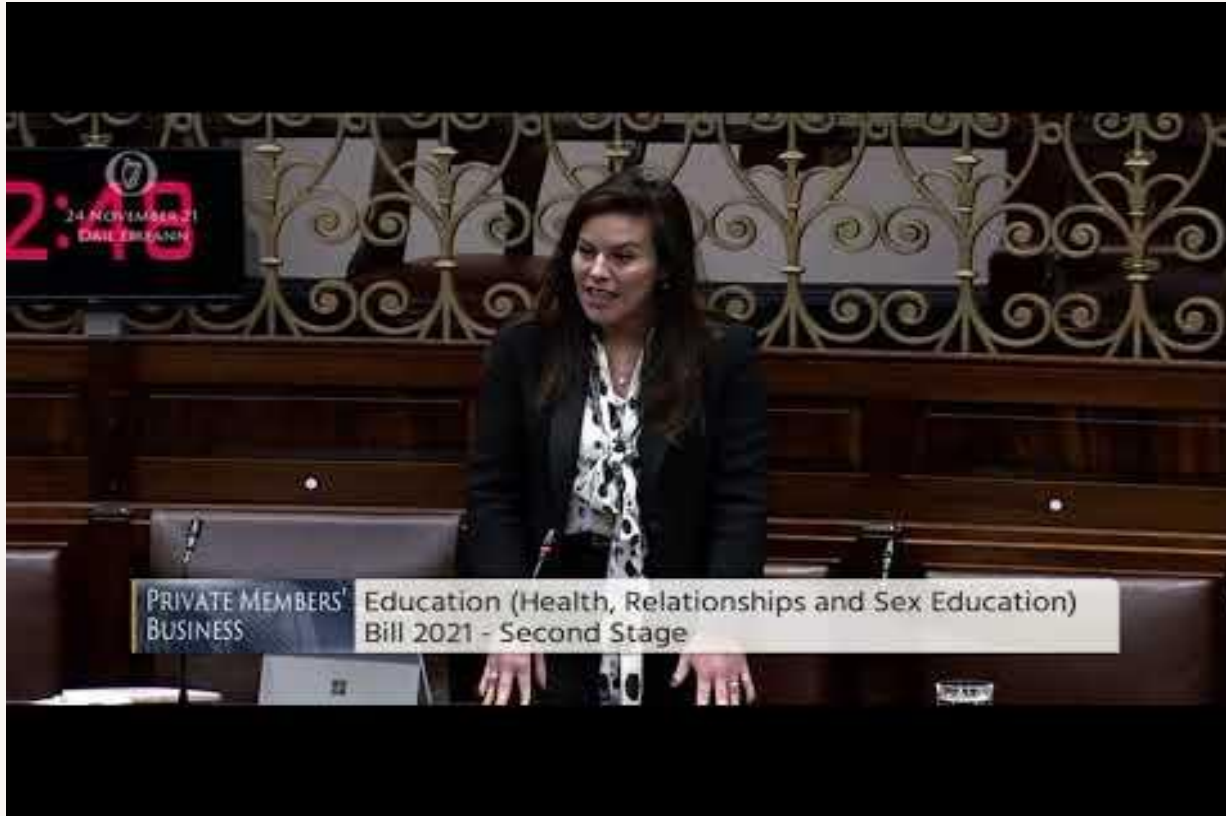 2:48
24 NOVEMBER 21
DÁIL ÉIREANN
PRIVATE MEMBERS'
BUSINESS
Education (Health, Relationships and Sex Education)
Bill 2021 - Second Stage